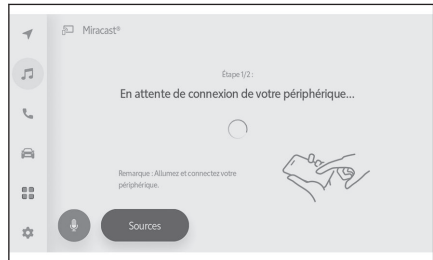 Miracast®
Étape 1/2 :
En attente de connexion de votre périphérique...
Remarque : Allumez et connectez votre
périphérique.
Sources